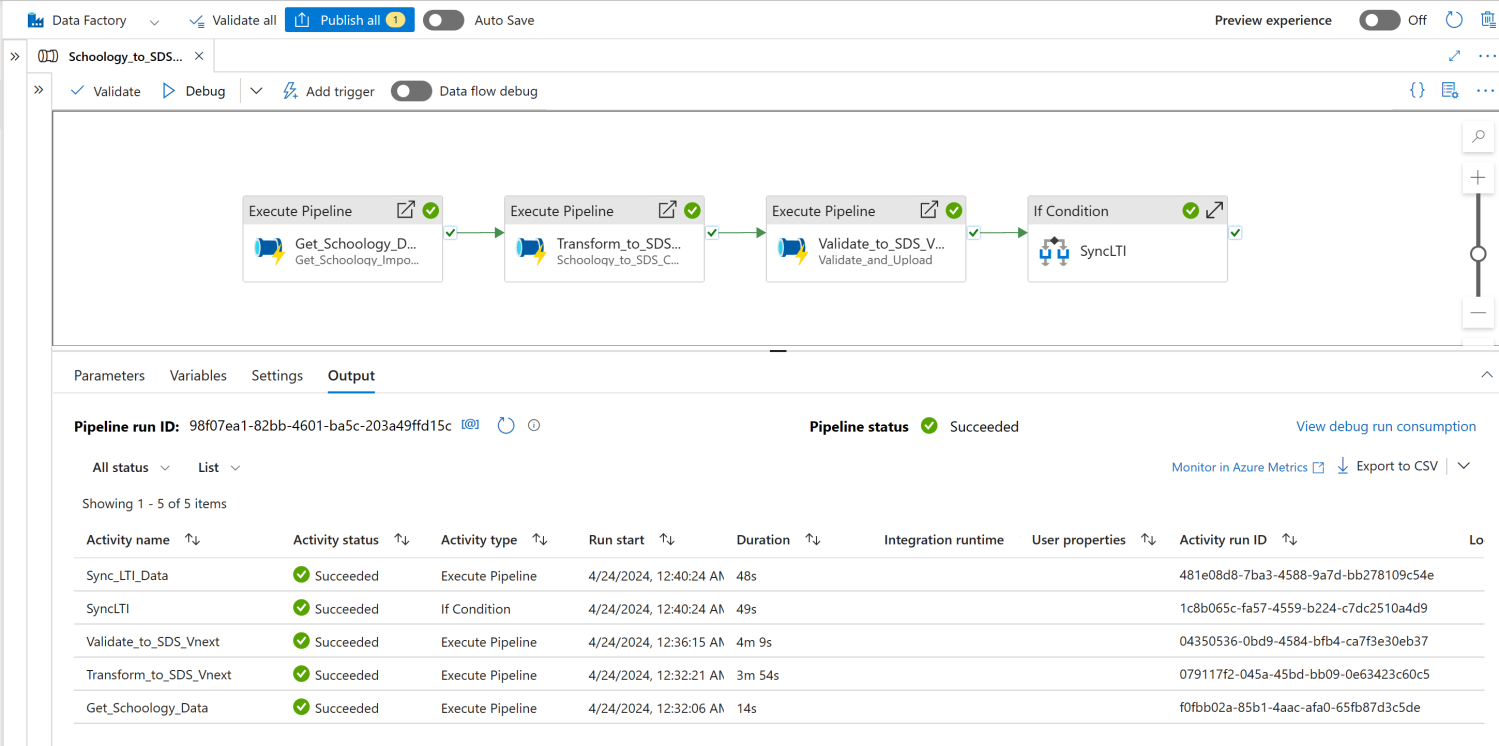 Data Factory Validate all Publish all 1 Auto Save Preview experience Off
Schoology_to_SDS...
Validate Debug Add trigger Data flow debug
Execute Pipeline Execute Pipeline Execute Pipeline If Condition
Get_Schoology_D... Transform_to_SDS... Validate_to_SDS_V... SyncLTI
Get_Schoology_Impo... Schoology_to_SDS_C... Validate_and_Upload
Parameters Variables Settings Output
Pipeline run ID: 98f07ea1-82bb-4601-ba5c-203a49ffd15c Pipeline status Succeeded View debug run consumption
All status List Monitor in Azure Metrics Export to CSV
Showing 1 - 5 of 5 items
Activity name Activity status Activity type Run start Duration Integration runtime User properties Activity run ID Lo
Sync_LTI_Data Succeeded Execute Pipeline 4/24/2024, 12:40:24 AM 48s 481e08d8-7ba3-4588-9a7d-bb278109c54e
SyncLTI Succeeded If Condition 4/24/2024, 12:40:24 AM 49s 1c8b065c-fa57-4559-b224-c7dc2510a4d9
Validate_to_SDS_Vnext Succeeded Execute Pipeline 4/24/2024, 12:36:15 AM 4m 9s 04350536-0bd9-4584-bfb4-ca7f3e30eb37
Transform_to_SDS_Vnext Succeeded Execute Pipeline 4/24/2024, 12:32:21 AM 3m 54s 079117f2-045a-45bd-bb09-0e63423c60c5
Get_Schoology_Data Succeeded Execute Pipeline 4/24/2024, 12:32:06 AM 14s f0fbb02a-85b1-4aac-afa0-65fb87d3c5de